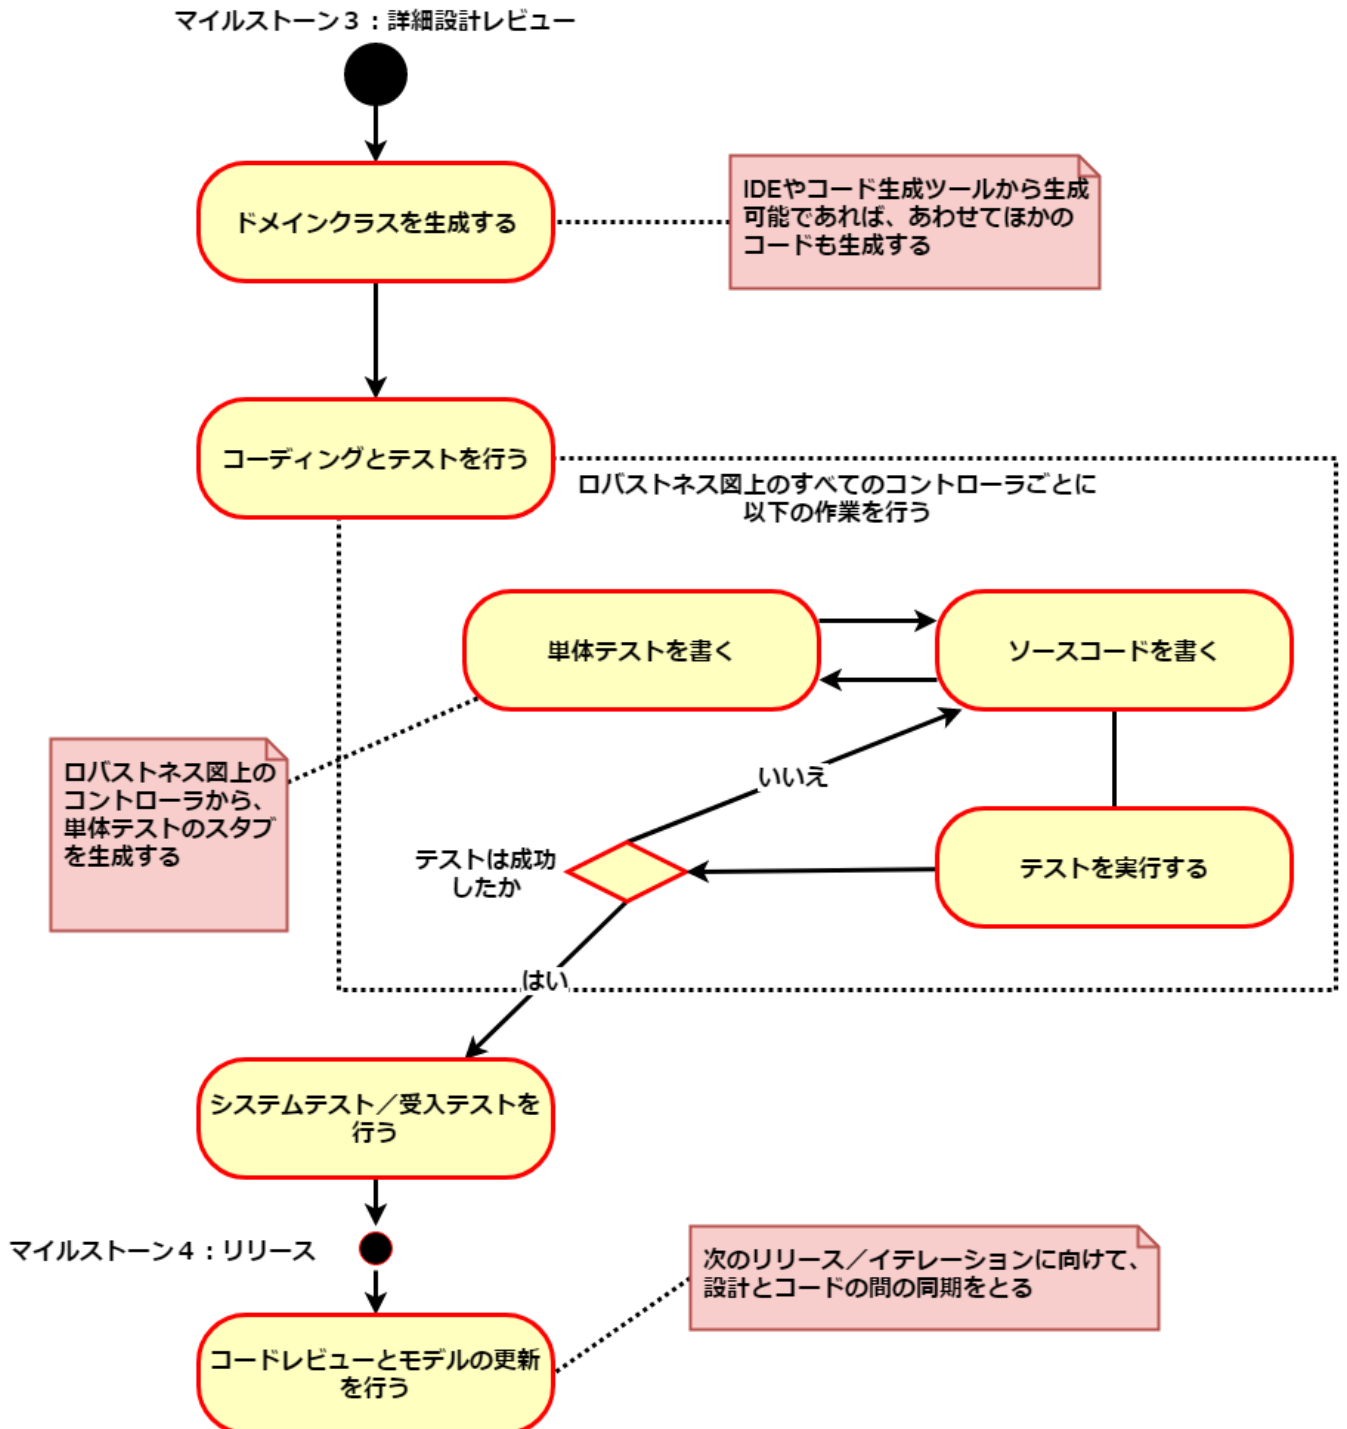 マイルストーン３：詳細設計レビュー
ドメインクラスを生成する
IDEやコード生成ツールから生成
可能であれば、あわせてほかの
コードも生成する
コーディングとテストを行う
ロバストネス図上のすべてのコントローラごとに
以下の作業を行う
単体テストを書く
ソースコードを書く
ロバストネス図上の
コントローラから、
単体テストのスタブ
を生成する
いいえ
テストは成功
したか
テストを実行する
はい
システムテスト／受入テストを
行う
マイルストーン４：リリース
次のリリース／イテレーションに向けて、
設計とコードの間の同期をとる
コードレビューとモデルの更新
を行う